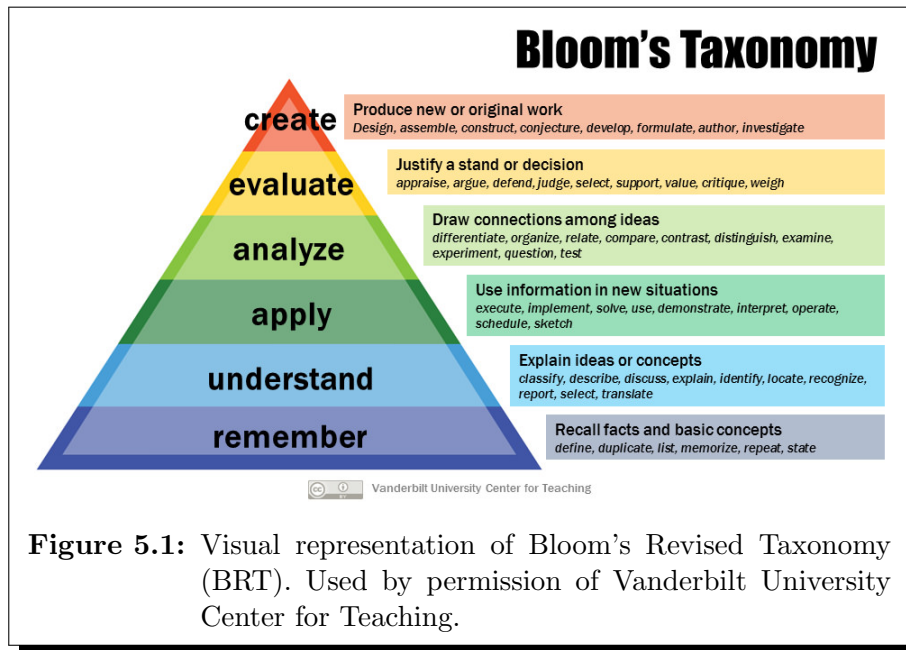 Bloom's Taxonomy
create
Produce new or original work
Design, assemble, construct, conjecture, develop, formulate, author, investigate
evaluate
Justify a stand or decision
appraise, argue, defend, judge, select, support, value, critique, weigh
analyze
Draw connections among ideas
differentiate, organize, relate, compare, contrast, distinguish, examine,
experiment, question, test
apply
Use information in new situations
execute, implement, solve, use, demonstrate, interpret, operate,
schedule, sketch
understand
Explain ideas or concepts
classify, describe, discuss, explain, identify, locate, recognize,
report, select, translate
remember
Recall facts and basic concepts
define, duplicate, list, memorize, repeat, state
cc BY Vanderbilt University Center for Teaching
Figure 5.1: Visual representation of Bloom's Revised Taxonomy
(BRT). Used by permission of Vanderbilt University
Center for Teaching.